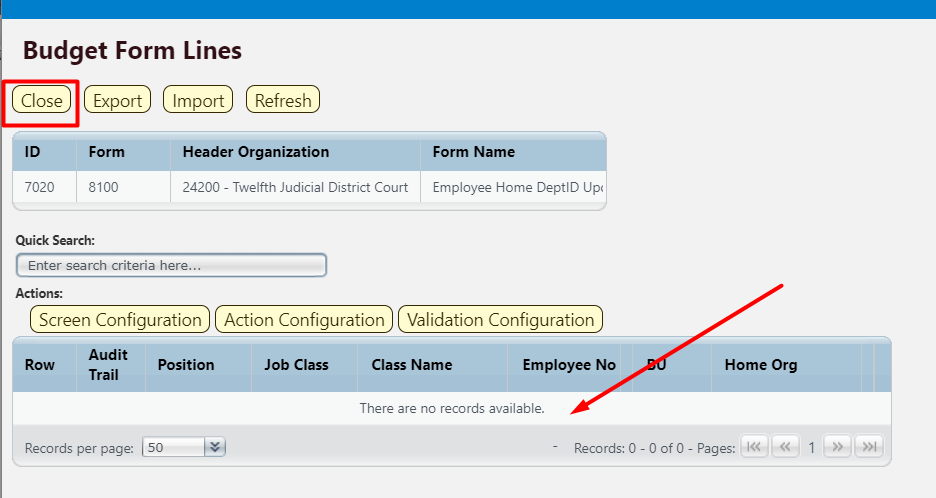 Budget Form Lines
Close Export Import Refresh
ID Form Header Organization Form Name
7020 8100 24200 - Twelfth Judicial District Court Employee Home DeptID
Quick Search:
Enter search criteria here...
Actions:
Screen Configuration Action Configuration Validation Configuration
Row Audit Trail Position Job Class Class Name Employee No BU Home Org
There are no records available.
Records per page: 50 - Records: 0 - 0 of 0 - Pages: 1